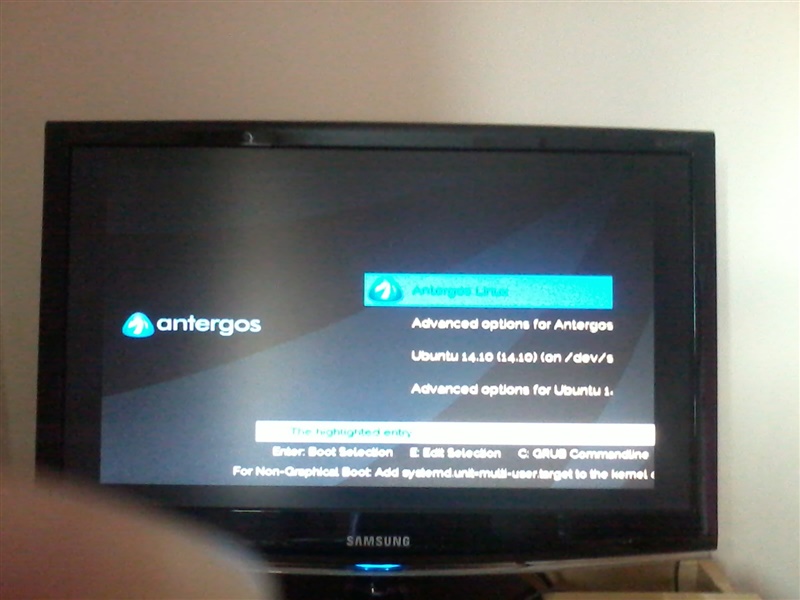 Antergos Linux
antergos
Advanced options for Antergos
Ubuntu 14.10 (14.10) (on /dev/s
Advanced options for Ubuntu 1
The highlighted entry
Enter: Boot Selection E: Edit Selection C: GRUB Commandline
For Non-Graphical Boot: Add systemd.unit=multi-user.target to the kernel
SAMSUNG